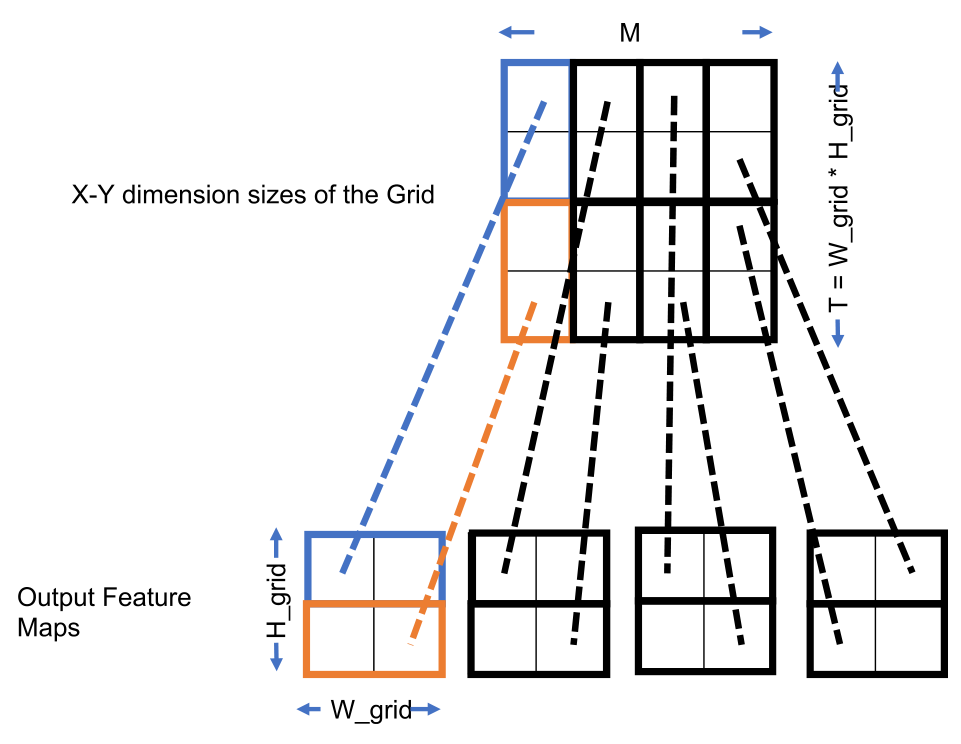 M
X-Y dimension sizes of the Grid
T = W_grid * H_grid
Output Feature
Maps
H_grid
W_grid